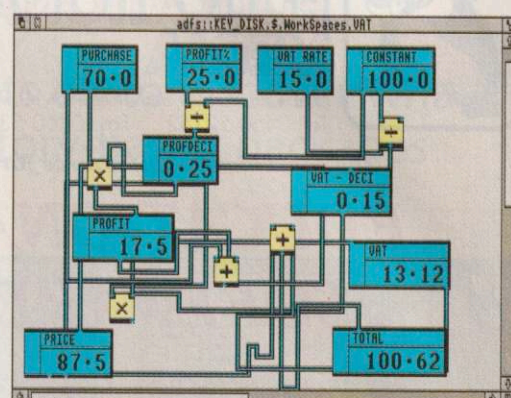 adfs::KEY_DISK.$.WorkSpaces.VAT
PURCHASE
70·0
PROFIT%
25·0
VAT RATE
15·0
CONSTANT
100·0
÷
÷
PROFDECI
0·25
×
VAT - DECI
0·15
PROFIT
17·5
+
+
VAT
13·12
×
PRICE
87·5
TOTAL
100·62